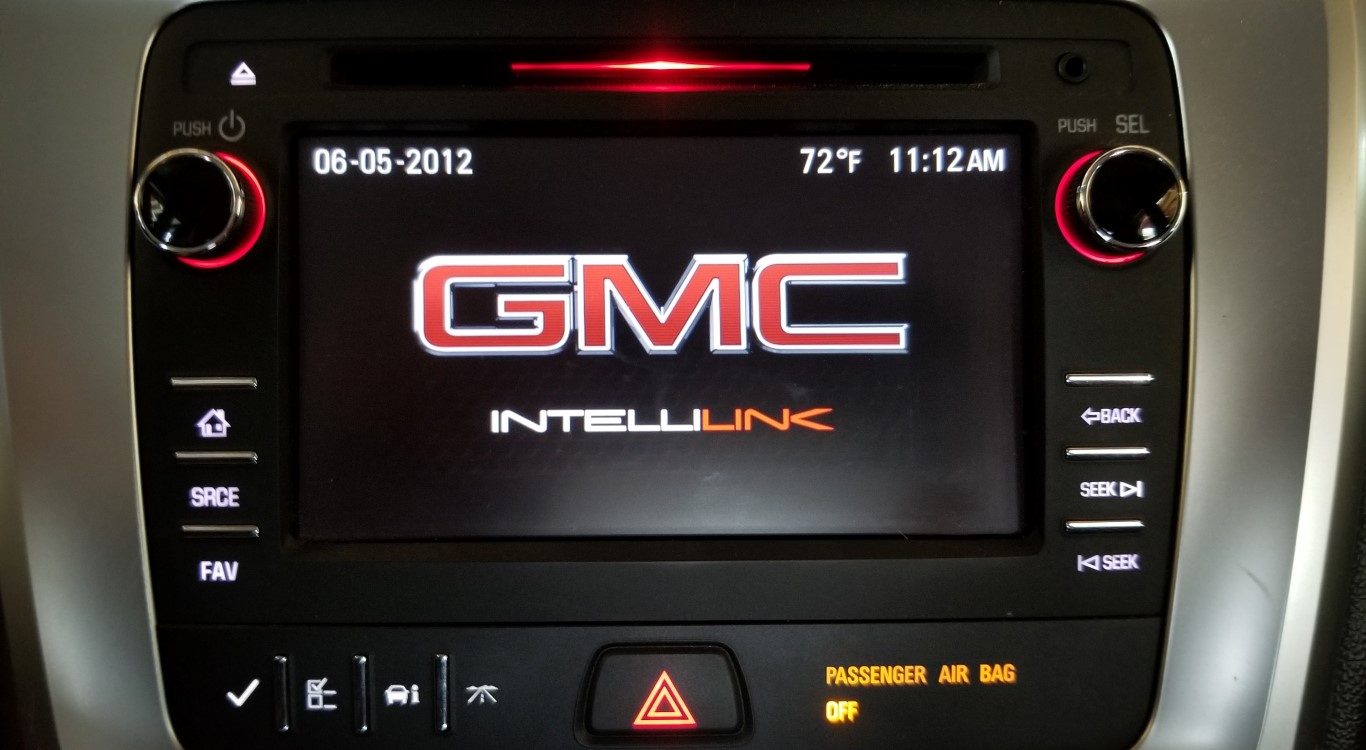 PUSH
PUSH SEL
06-05-2012 72°F 11:12AM
GMC
INTELLILINK
BACK
SRCE
SEEK
FAV
SEEK
PASSENGER AIR BAG
OFF